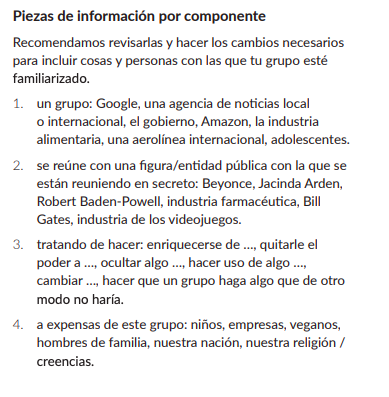 Piezas de información por componente
Recomendamos revisarlas y hacer los cambios necesarios
para incluir cosas y personas con las que tu grupo esté
familiarizado.
1. un grupo: Google, una agencia de noticias local
o internacional, el gobierno, Amazon, la industria
alimentaria, una aerolínea internacional, adolescentes.
2. se reúne con una figura/entidad pública con la que se
están reuniendo en secreto: Beyonce, Jacinda Arden,
Robert Baden-Powell, industria farmacéutica, Bill
Gates, industria de los videojuegos.
3. tratando de hacer: enriquecerse de ..., quitarle el
poder a ..., ocultar algo ..., hacer uso de algo ...,
cambiar ..., hacer que un grupo haga algo que de otro
modo no haría.
4. a expensas de este grupo: niños, empresas, veganos,
hombres de familia, nuestra nación, nuestra religión /
creencias.